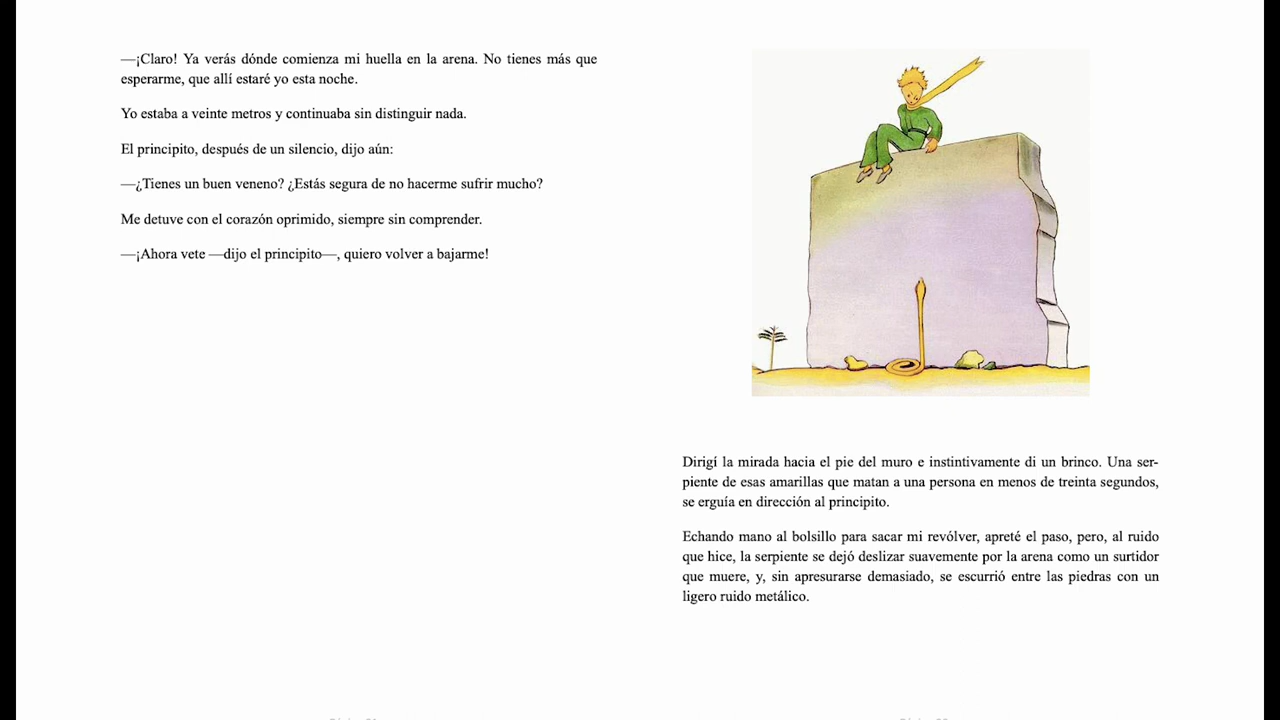 —¡Claro! Ya verás dónde comienza mi huella en la arena. No tienes más que
esperarme, que allí estaré yo esta noche.
Yo estaba a veinte metros y continuaba sin distinguir nada.
El principito, después de un silencio, dijo aún:
—¿Tienes un buen veneno? ¿Estás segura de no hacerme sufrir mucho?
Me detuve con el corazón oprimido, siempre sin comprender.
—¡Ahora vete —dijo el principito—, quiero volver a bajarme!
Dirigí la mirada hacia el pie del muro e instintivamente di un brinco. Una ser-
piente de esas amarillas que matan a una persona en menos de treinta segundos,
se erguía en dirección al principito.
Echando mano al bolsillo para sacar mi revólver, apreté el paso, pero, al ruido
que hice, la serpiente se dejó deslizar suavemente por la arena como un surtidor
que muere, y, sin apresurarse demasiado, se escurrió entre las piedras con un
ligero ruido metálico.